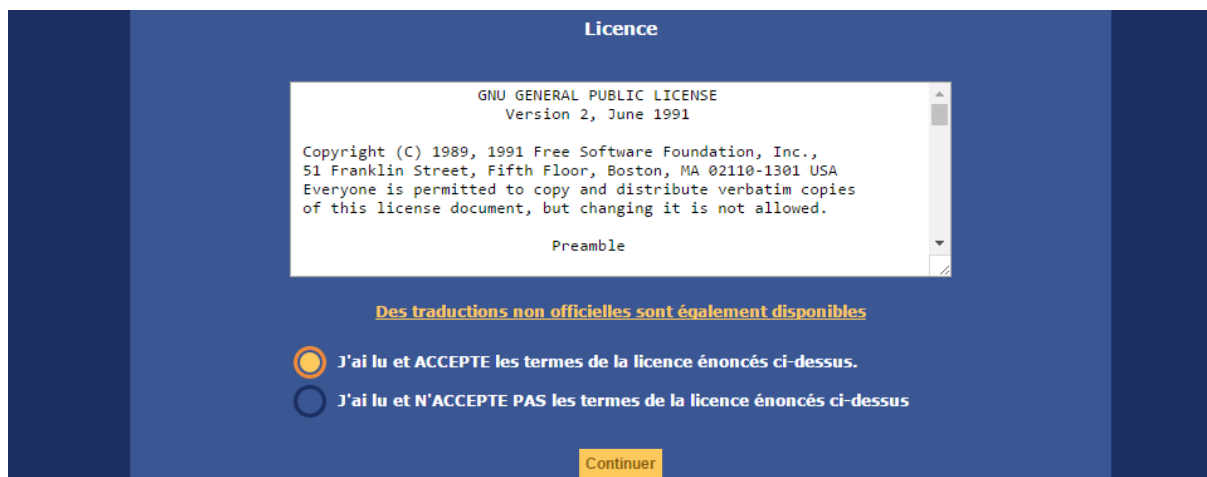 Licence
GNU GENERAL PUBLIC LICENSE
Version 2, June 1991
Copyright (C) 1989, 1991 Free Software Foundation, Inc.,
51 Franklin Street, Fifth Floor, Boston, MA 02110-1301 USA
Everyone is permitted to copy and distribute verbatim copies
of this license document, but changing it is not allowed.
Preamble
Des traductions non officielles sont également disponibles
J'ai lu et ACCEPTE les termes de la licence énoncés ci-dessus.
J'ai lu et N'ACCEPTE PAS les termes de la licence énoncés ci-dessus
Continuer